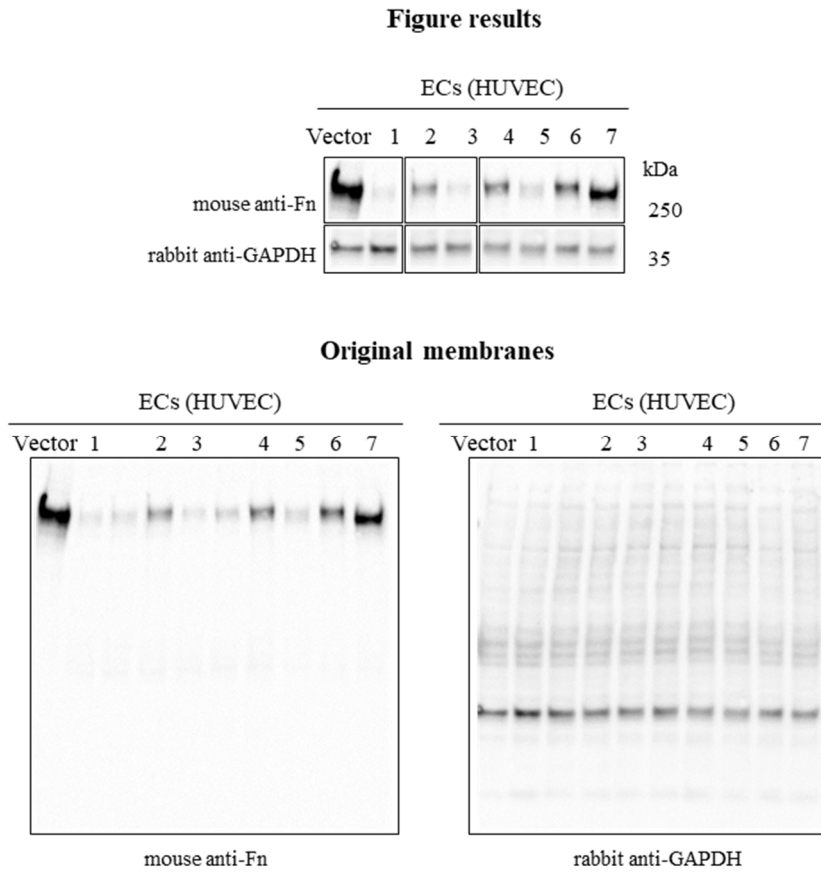 Figure results
ECs (HUVEC)
Vector 1 2 3 4 5 6 7
kDa
mouse anti-Fn
250
rabbit anti-GAPDH
35
Original membranes
ECs (HUVEC)
Vector 1 2 3 4 5 6 7
mouse anti-Fn
ECs (HUVEC)
Vector 1 2 3 4 5 6 7
rabbit anti-GAPDH